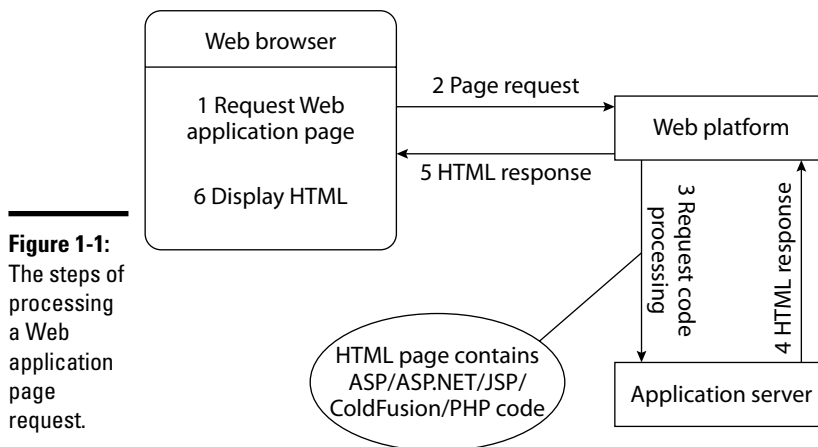 Web browser
1 Request Web
application page
6 Display HTML
2 Page request
5 HTML response
Web platform
3 Request code
processing
4 HTML response
HTML page contains
ASP/ASP.NET/JSP/
ColdFusion/PHP code
Application server
Figure 1-1:
The steps of
processing
a Web
application
page
request.